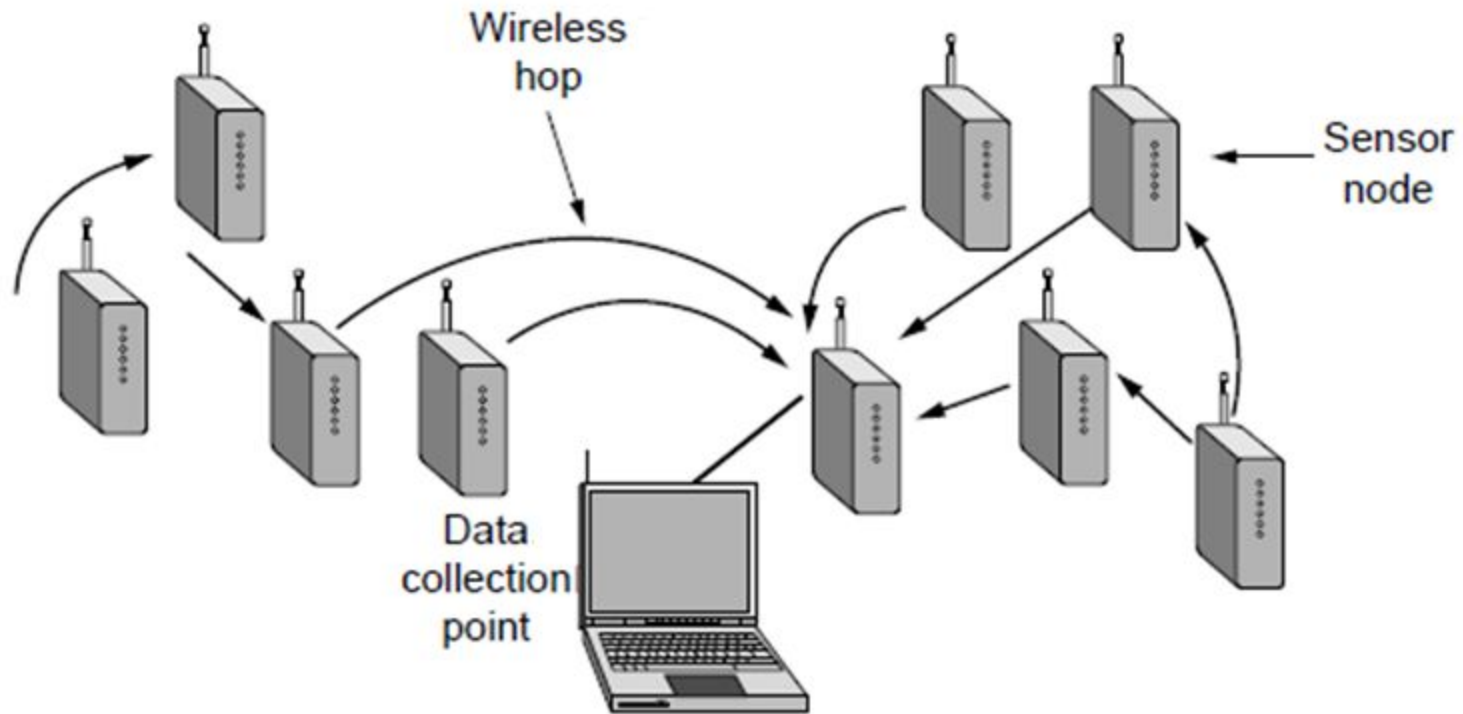 Wireless
hop
Sensor
node
Data
collection
point